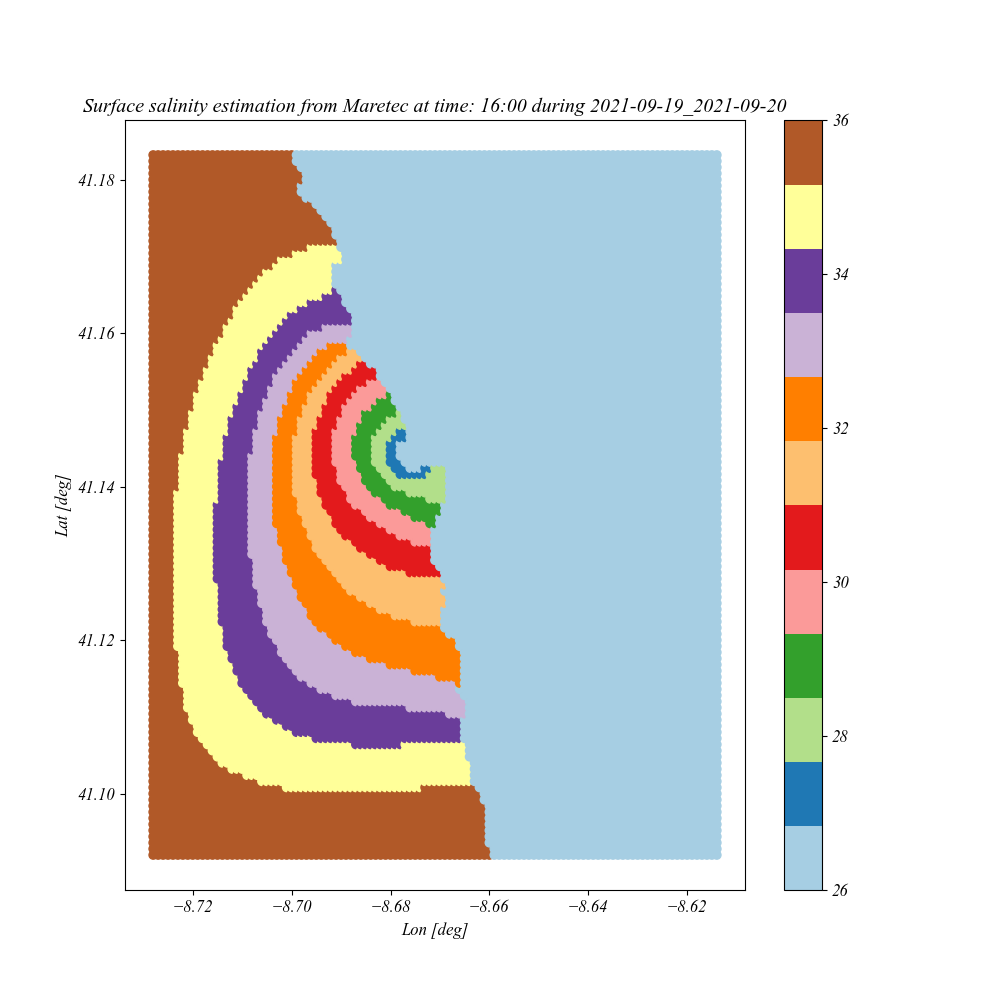 Surface salinity estimation from Maretec at time: 16:00 during 2021-09-19_2021-09-20
36
41.18
34
41.16
32
Lat [deg]
41.14
30
41.12
28
41.10
26
−8.72 −8.70 −8.68 −8.66 −8.64 −8.62
Lon [deg]